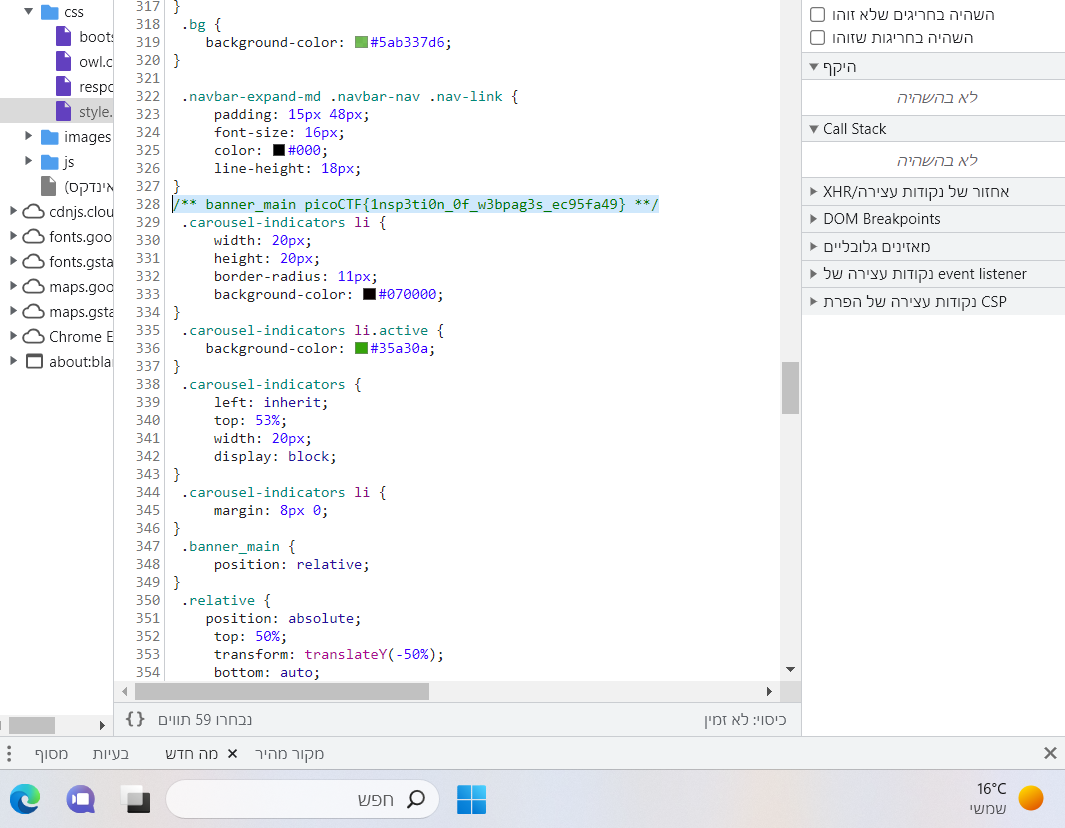 css
boots
owl.c
respo
style.
images
js
(אינדקס
cdnjs.clou
fonts.goo
fonts.gsta
maps.goo
maps.gsta
Chrome E
about:blan
317 }
318 .bg {
319 background-color: #5ab337d6;
320 }
321
322 .navbar-expand-md .navbar-nav .nav-link {
323 padding: 15px 48px;
324 font-size: 16px;
325 color: #000;
326 line-height: 18px;
327 }
328 /** banner_main picoCTF{1nsp3ti0n_0f_w3bpag3s_ec95fa49} **/
329 .carousel-indicators li {
330 width: 20px;
331 height: 20px;
332 border-radius: 11px;
333 background-color: #070000;
334 }
335 .carousel-indicators li.active {
336 background-color: #35a30a;
337 }
338 .carousel-indicators {
339 left: inherit;
340 top: 53%;
341 width: 20px;
342 display: block;
343 }
344 .carousel-indicators li {
345 margin: 8px 0;
346 }
347 .banner_main {
348 position: relative;
349 }
350 .relative {
351 position: absolute;
352 top: 50%;
353 transform: translateY(-50%);
354 bottom: auto;
{} נבחרו 59 תווים
כיסוי: לא זמין
השהיה בחריגים שלא זוהו
השהיה בחריגות שזוהו
היקף
לא בהשהיה
Call Stack
לא בהשהיה
אחזור של נקודות עצירה/XHR
DOM Breakpoints
מאזינים גלובליים
נקודות עצירה של event listener
נקודות עצירה של הפרת CSP
מסוף
בעיות
מה חדש
מקור מהיר
חפש
16°C
שמשי